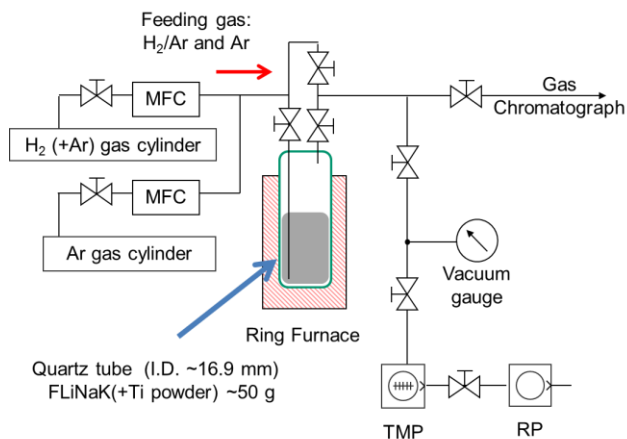 Feeding gas:
H₂/Ar and Ar
MFC
H₂ (+Ar) gas cylinder
MFC
Ar gas cylinder
Gas
Chromatograph
Vacuum
gauge
Ring Furnace
Quartz tube (I.D. ~16.9 mm)
FLiNaK(+Ti powder) ~50 g
TMP
RP